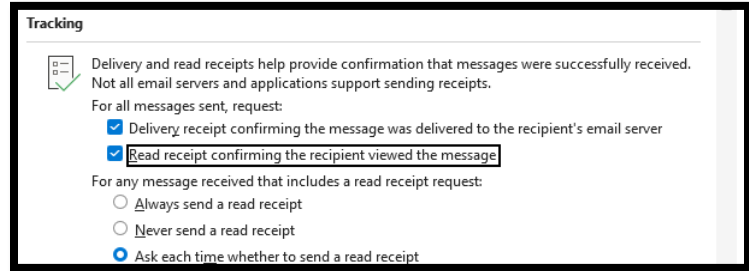 Tracking
Delivery and read receipts help provide confirmation that messages were successfully received.
Not all email servers and applications support sending receipts.
For all messages sent, request:
Delivery receipt confirming the message was delivered to the recipient's email server
Read receipt confirming the recipient viewed the message
For any message received that includes a read receipt request:
Always send a read receipt
Never send a read receipt
Ask each time whether to send a read receipt